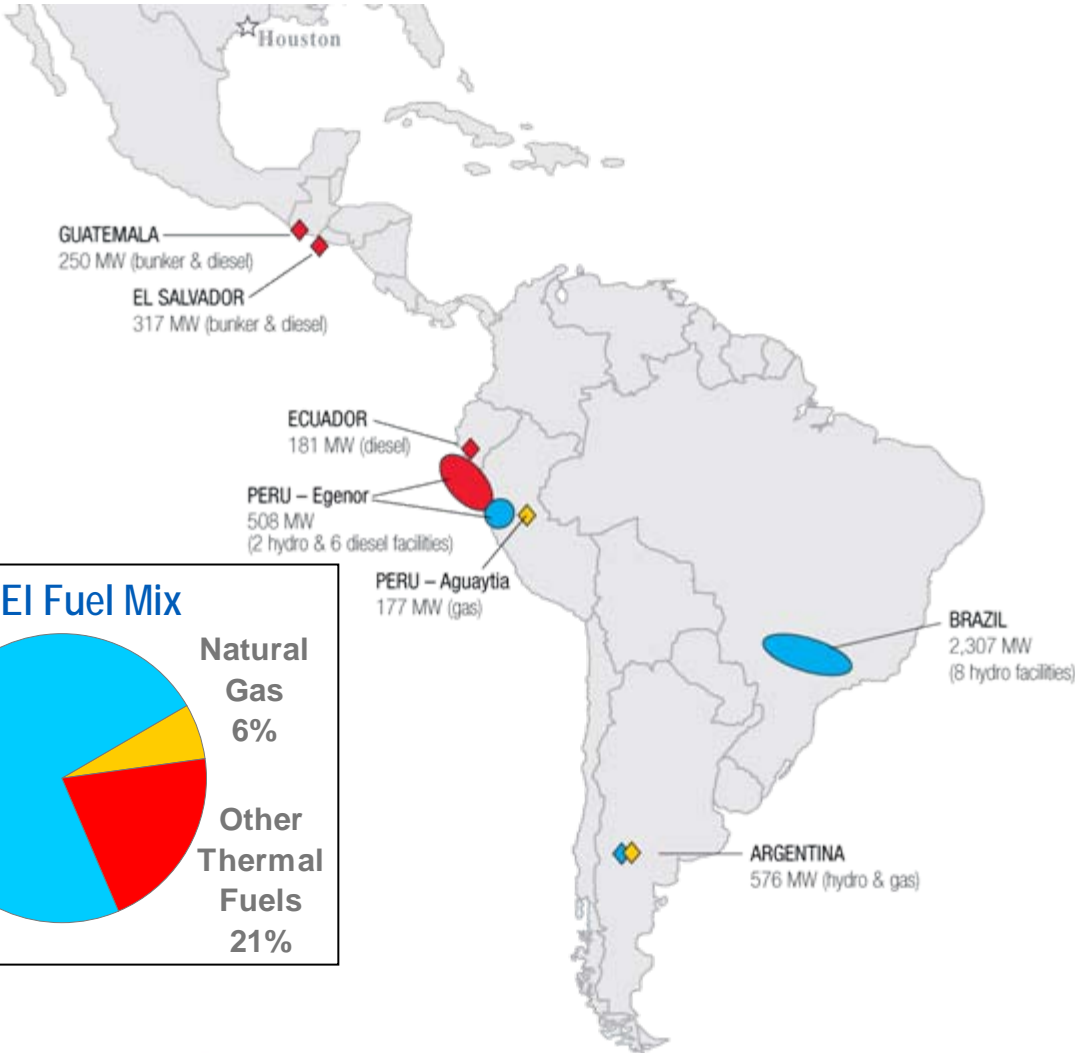 Houston
GUATEMALA
250 MW (bunker & diesel)
EL SALVADOR
317 MW (bunker & diesel)
ECUADOR
181 MW (diesel)
PERU – Egenor
508 MW
(2 hydro & 6 diesel facilities)
PERU – Aguaytia
177 MW (gas)
BRAZIL
2,307 MW
(8 hydro facilities)
ARGENTINA
576 MW (hydro & gas)
EI Fuel Mix
Natural
Gas
6%
Other
Thermal
Fuels
21%